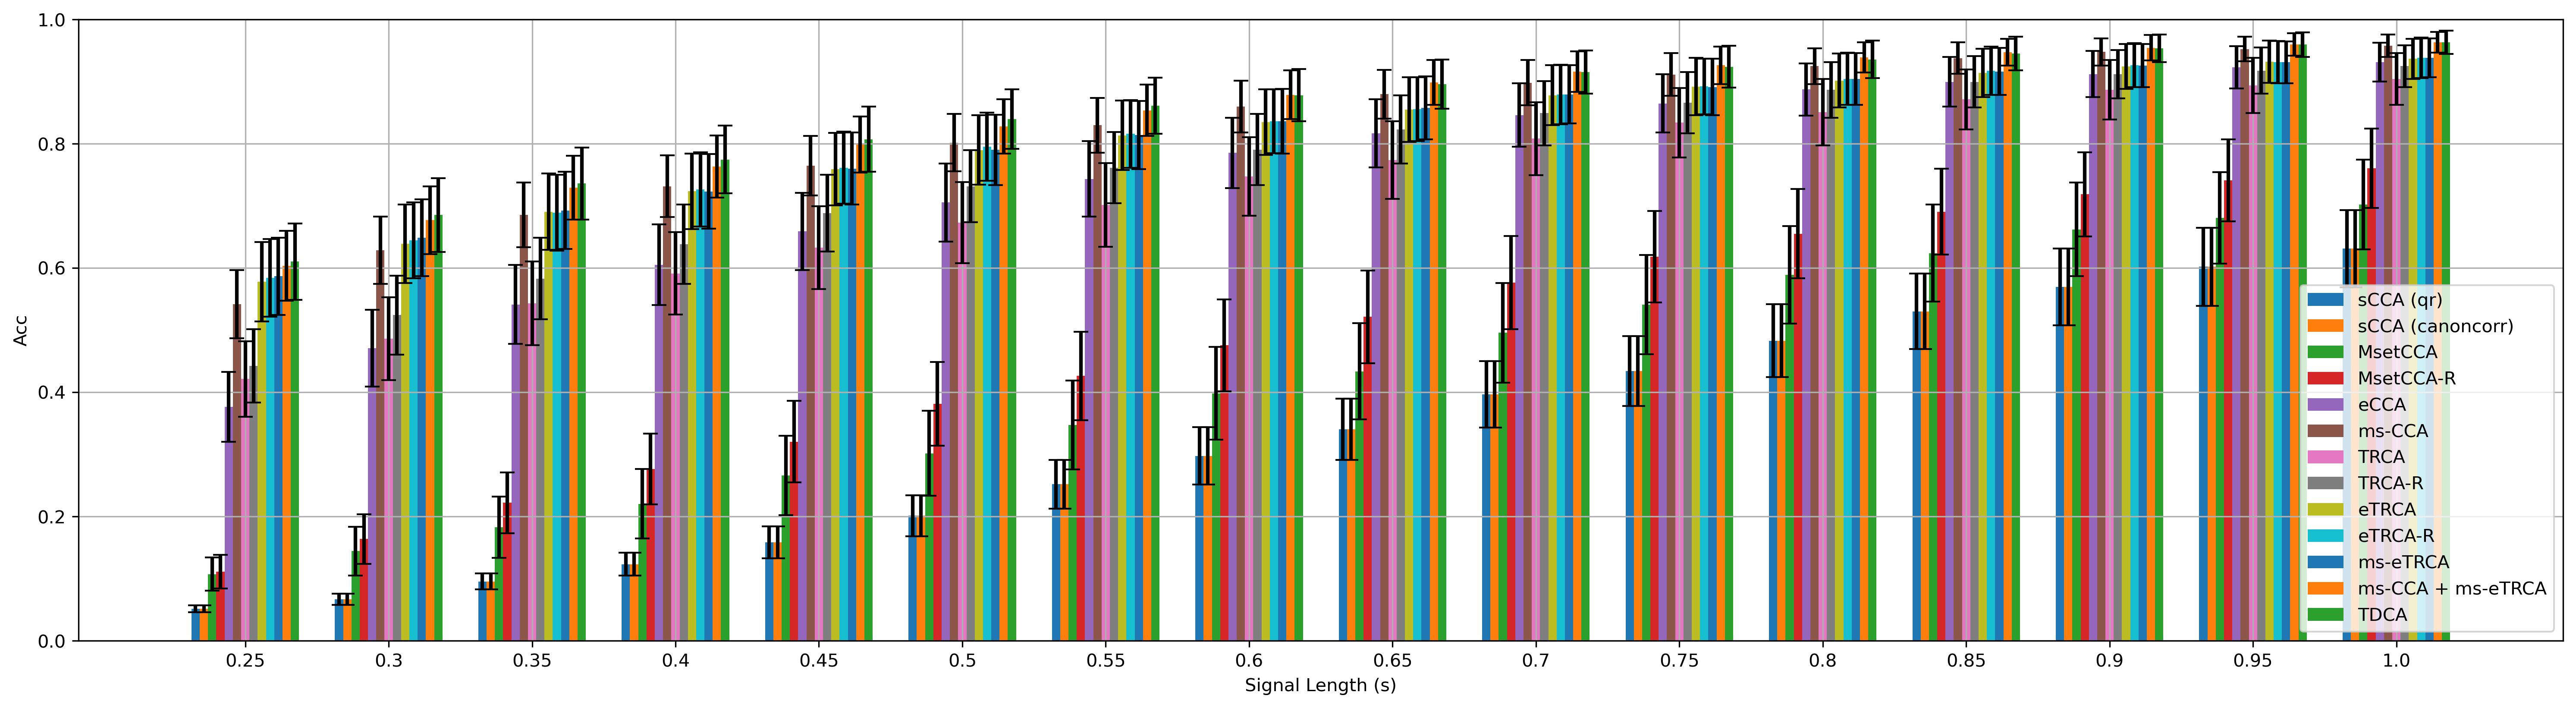 1.0
0.8
0.6
0.4
0.2
0.0
Acc
0.25 0.3 0.35 0.4 0.45 0.5 0.55 0.6 0.65 0.7 0.75 0.8 0.85 0.9 0.95 1.0
Signal Length (s)
sCCA (qr)
sCCA (canoncorr)
MsetCCA
MsetCCA-R
eCCA
ms-CCA
TRCA
TRCA-R
eTRCA
eTRCA-R
ms-eTRCA
ms-CCA + ms-eTRCA
TDCA